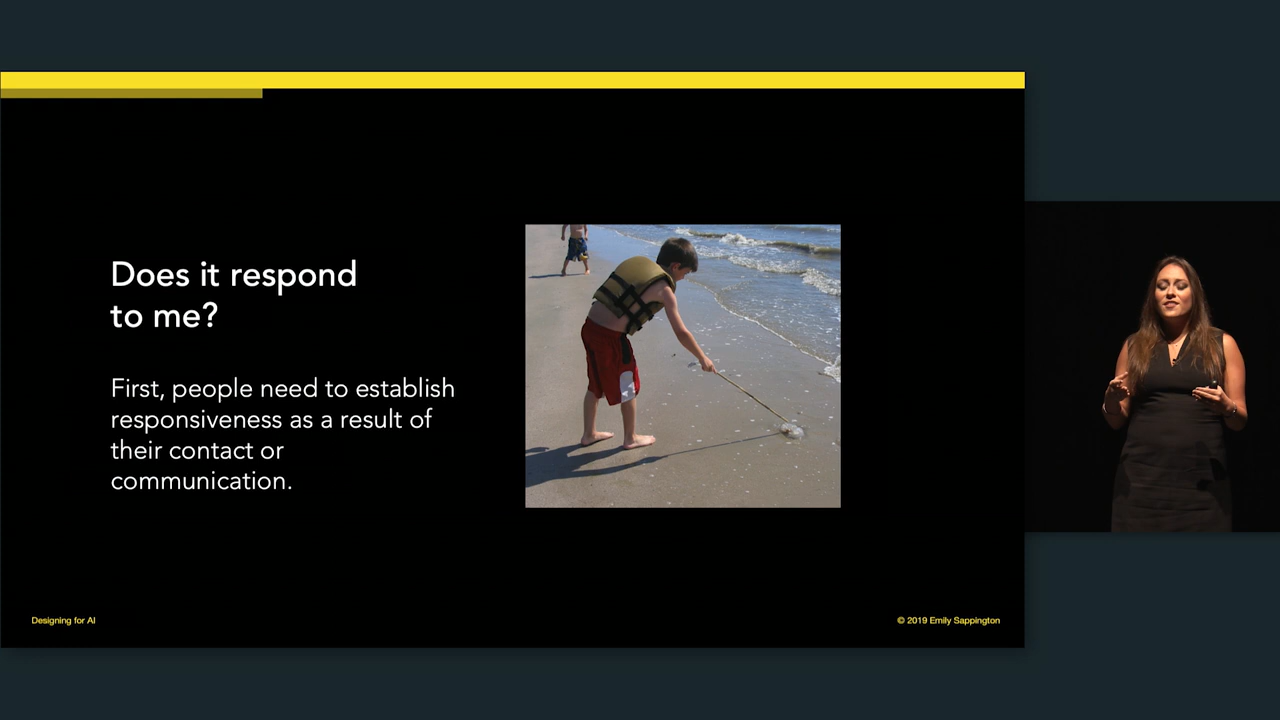 Does it respond
to me?
First, people need to establish
responsiveness as a result of
their contact or
communication.
Designing for AI
© 2019 Emily Sappington